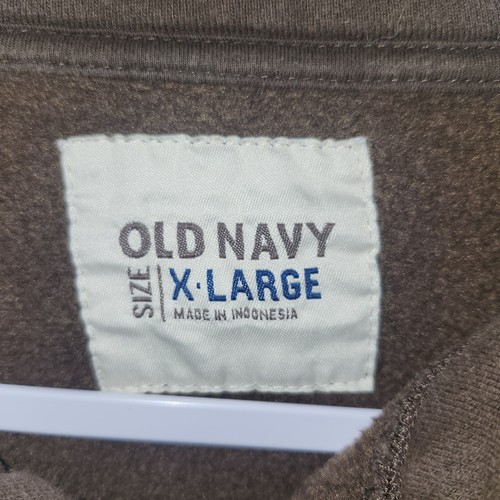 OLD NAVY
SIZE
X·LARGE
MADE IN INDONESIA